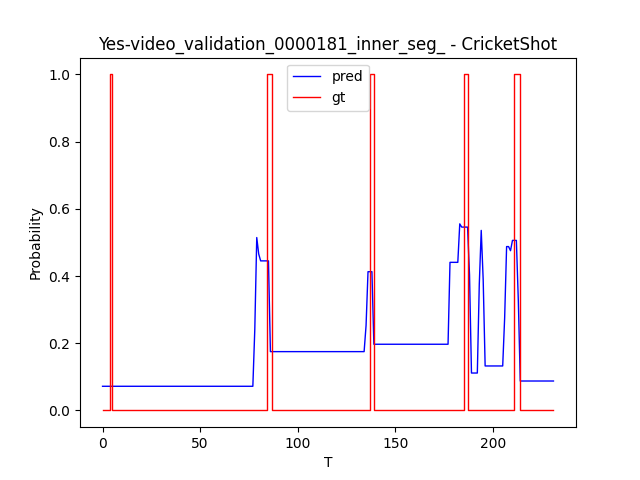 Yes-video_validation_0000181_inner_seg_ - CricketShot
pred
gt
1.0
0.8
0.6
0.4
0.2
0.0
Probability
0
50
100
150
200
T